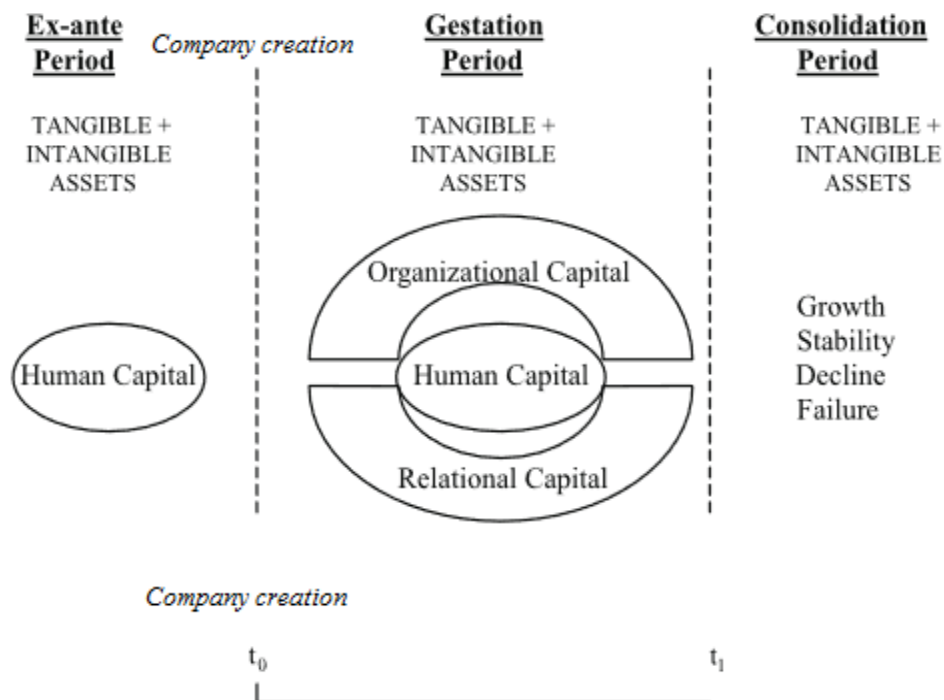 Ex-ante
Period
Company creation
Gestation
Period
Consolidation
Period
TANGIBLE +
INTANGIBLE
ASSETS
TANGIBLE +
INTANGIBLE
ASSETS
TANGIBLE +
INTANGIBLE
ASSETS
Human Capital
Organizational Capital
Human Capital
Relational Capital
Growth
Stability
Decline
Failure
Company creation
t₀
t₁